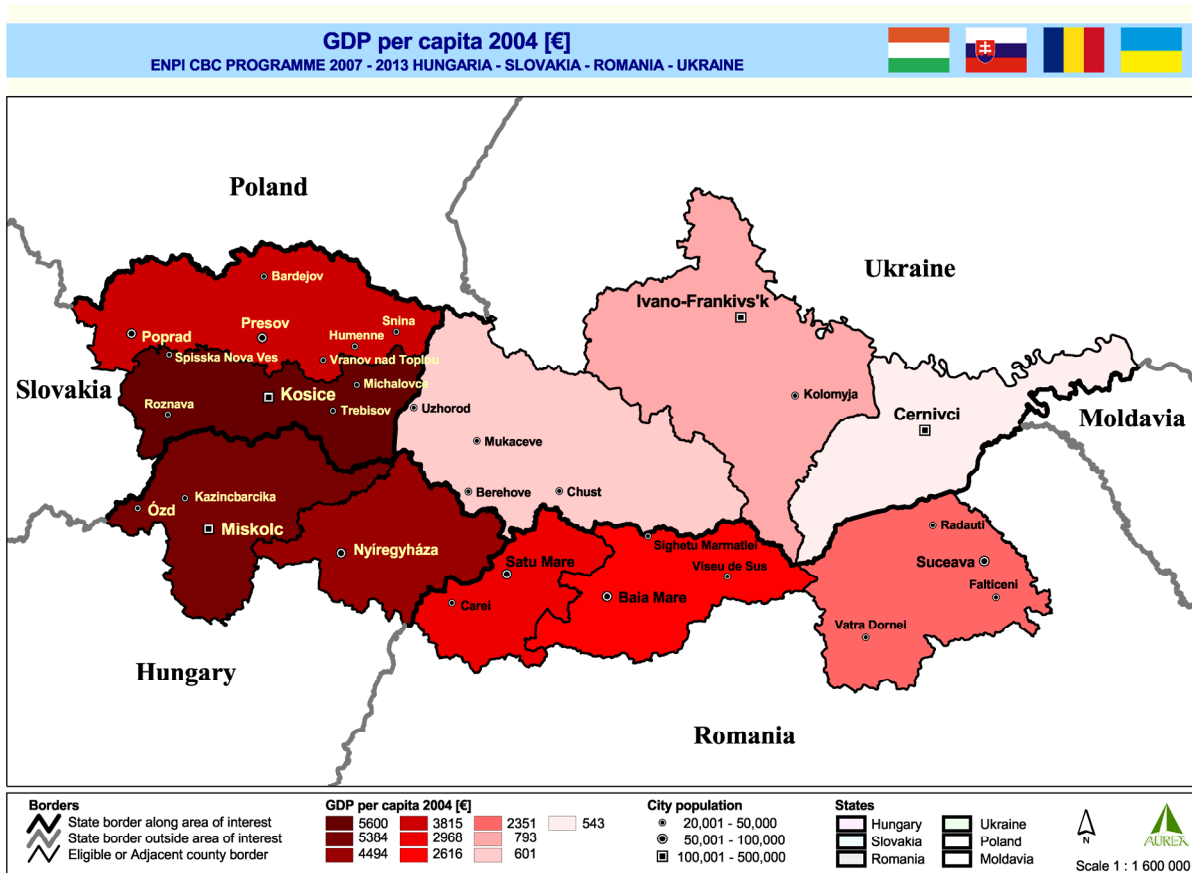 GDP per capita 2004 [€]
ENPI CBC PROGRAMME 2007 - 2013 HUNGARIA - SLOVAKIA - ROMANIA - UKRAINE
Poland
Ukraine
Bardejov
Ivano-Frankivs'k
Snina
Presov
Poprad
Humenne
Spisska Nova Ves
Vranov nad Toplou
Slovakia
Michalovce
Kosice
Kolomyja
Roznava
Trebisov
Uzhorod
Cernivci
Moldavia
Mukaceve
Kazincbarcika
Berehove
Chust
Ózd
Miskolc
Radauti
Nyíregyháza
Sighetu Marmatiei
Satu Mare
Viseu de Sus
Suceava
Carei
Baia Mare
Falticeni
Vatra Dornei
Hungary
Romania
Borders
State border along area of interest
State border outside area of interest
Eligible or Adjacent county border
GDP per capita 2004 [€]
5600 3815 2351 543
5384 2968 793
4494 2616 601
City population
20,001 - 50,000
50,001 - 100,000
100,001 - 500,000
States
Hungary Ukraine
Slovakia Poland
Romania Moldavia
N
AUREX
Scale 1 : 1 600 000